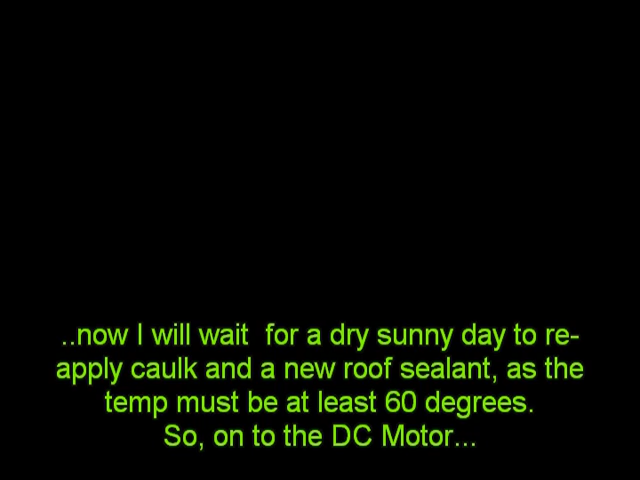 ..now I will wait  for a dry sunny day to re-
apply caulk and a new roof sealant, as the
temp must be at least 60 degrees.
So, on to the DC Motor...